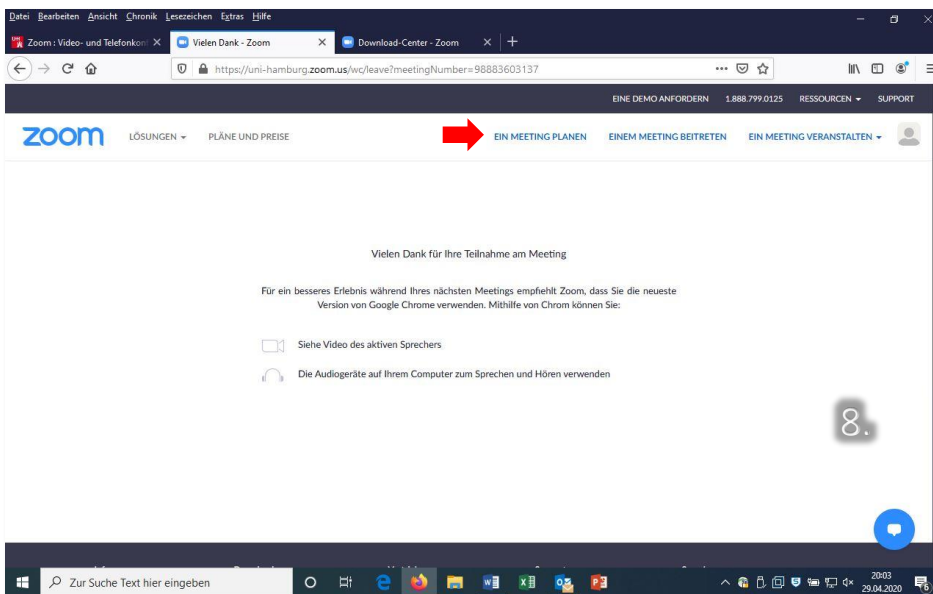 Datei Bearbeiten Ansicht Chronik Lesezeichen Extras Hilfe
Zoom : Video- und Telefonkon Vielen Dank - Zoom Download-Center - Zoom
https://uni-hamburg.zoom.us/wc/leave?meetingNumber=98883603137
EINE DEMO ANFORDERN 1.888.799.0125 RESSOURCEN SUPPORT
zoom LÖSUNGEN PLÄNE UND PREISE EIN MEETING PLANEN EINEM MEETING BEITRETEN EIN MEETING VERANSTALTEN
Vielen Dank für Ihre Teilnahme am Meeting
Für ein besseres Erlebnis während Ihres nächsten Meetings empfiehlt Zoom, dass Sie die neueste
Version von Google Chrome verwenden. Mithilfe von Chrom können Sie:
Siehe Video des aktiven Sprechers
Die Audiogeräte auf Ihrem Computer zum Sprechen und Hören verwenden
8.
Zur Suche Text hier eingeben
20:03
29.04.2020
6